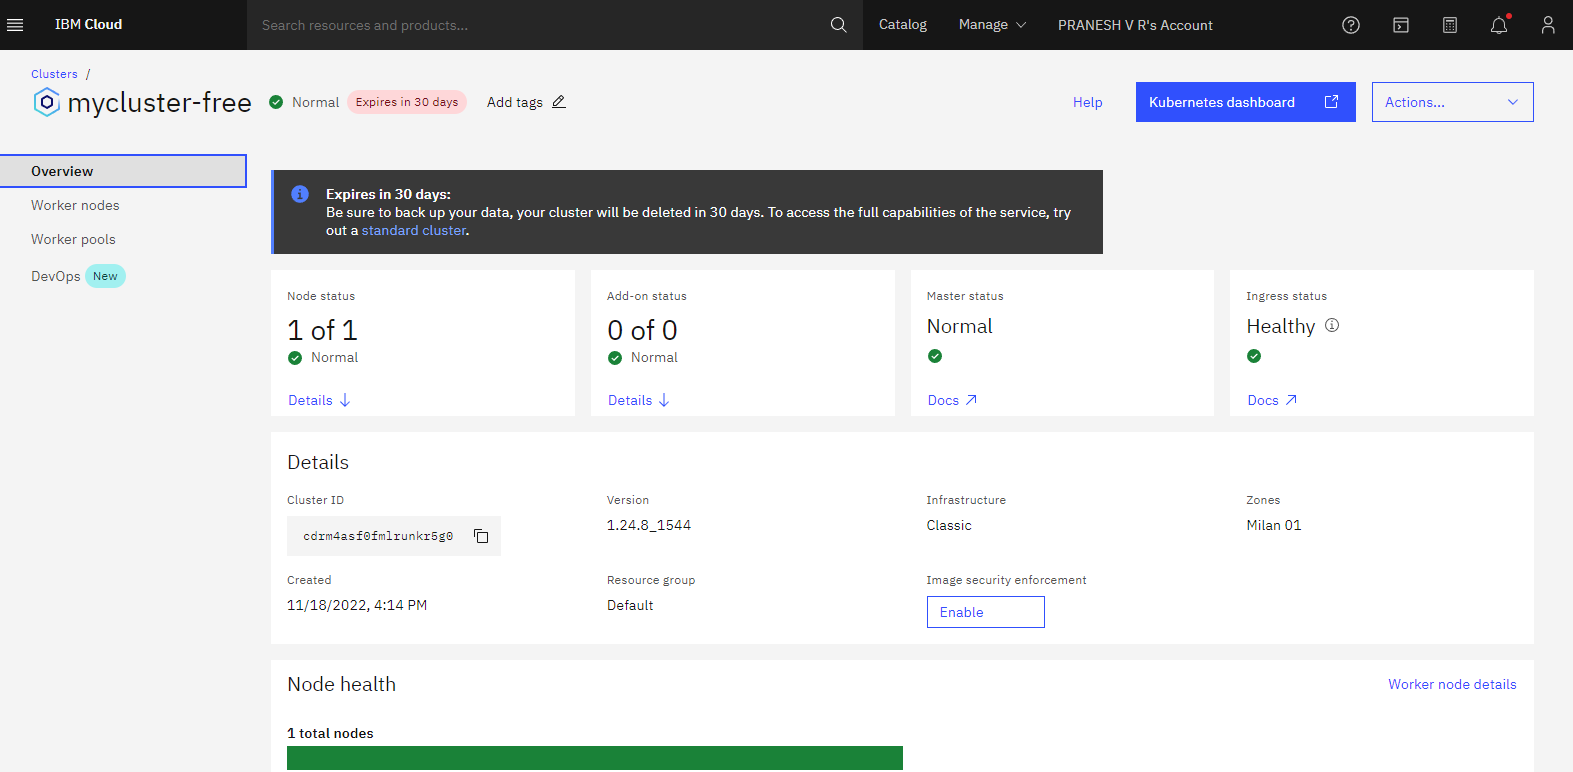 IBM Cloud
Search resources and products...
Catalog
Manage
PRANESH V R's Account
Clusters /
mycluster-free
Normal
Expires in 30 days
Add tags
Help
Kubernetes dashboard
Actions...
Overview
Worker nodes
Worker pools
DevOps New
Expires in 30 days:
Be sure to back up your data, your cluster will be deleted in 30 days. To access the full capabilities of the service, try
out a standard cluster.
Node status
1 of 1
Normal
Details
Add-on status
0 of 0
Normal
Details
Master status
Normal
Docs
Ingress status
Healthy
Docs
Details
Cluster ID
cdrm4asf0fmlrunkr5g0
Version
1.24.8_1544
Infrastructure
Classic
Zones
Milan 01
Created
11/18/2022, 4:14 PM
Resource group
Default
Image security enforcement
Enable
Node health
Worker node details
1 total nodes